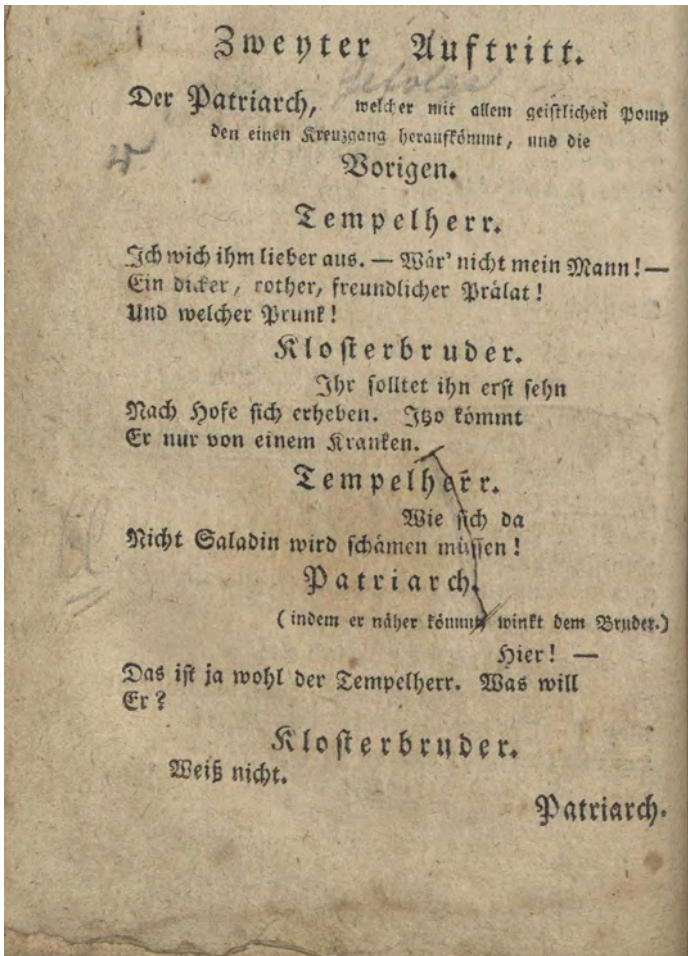 Zweyter Auftritt.
Gefolge
Der Patriarch, welcher mit allem geistlichen Pomp
den einen Kreuzgang heraufkömmt, und die
Vorigen.
Tempelherr.
Ich wich ihm lieber aus. — Wär' nicht mein Mann! —
Ein dicker, rother, freundlicher Prälat!
Und welcher Prunk!
Klosterbruder.
Ihr solltet ihn erst sehn
Nach Hofe sich erheben. Itzo kömmt
Er nur von einem Kranken.
Tempelherr.
Wie sich da
Nicht Saladin wird schämen müssen!
Patriarch.
(indem er näher kömmt, winkt dem Bruder.)
Hier! —
Das ist ja wohl der Tempelherr. Was will
Er?
Klosterbruder.
Weiß nicht.
Patriarch.